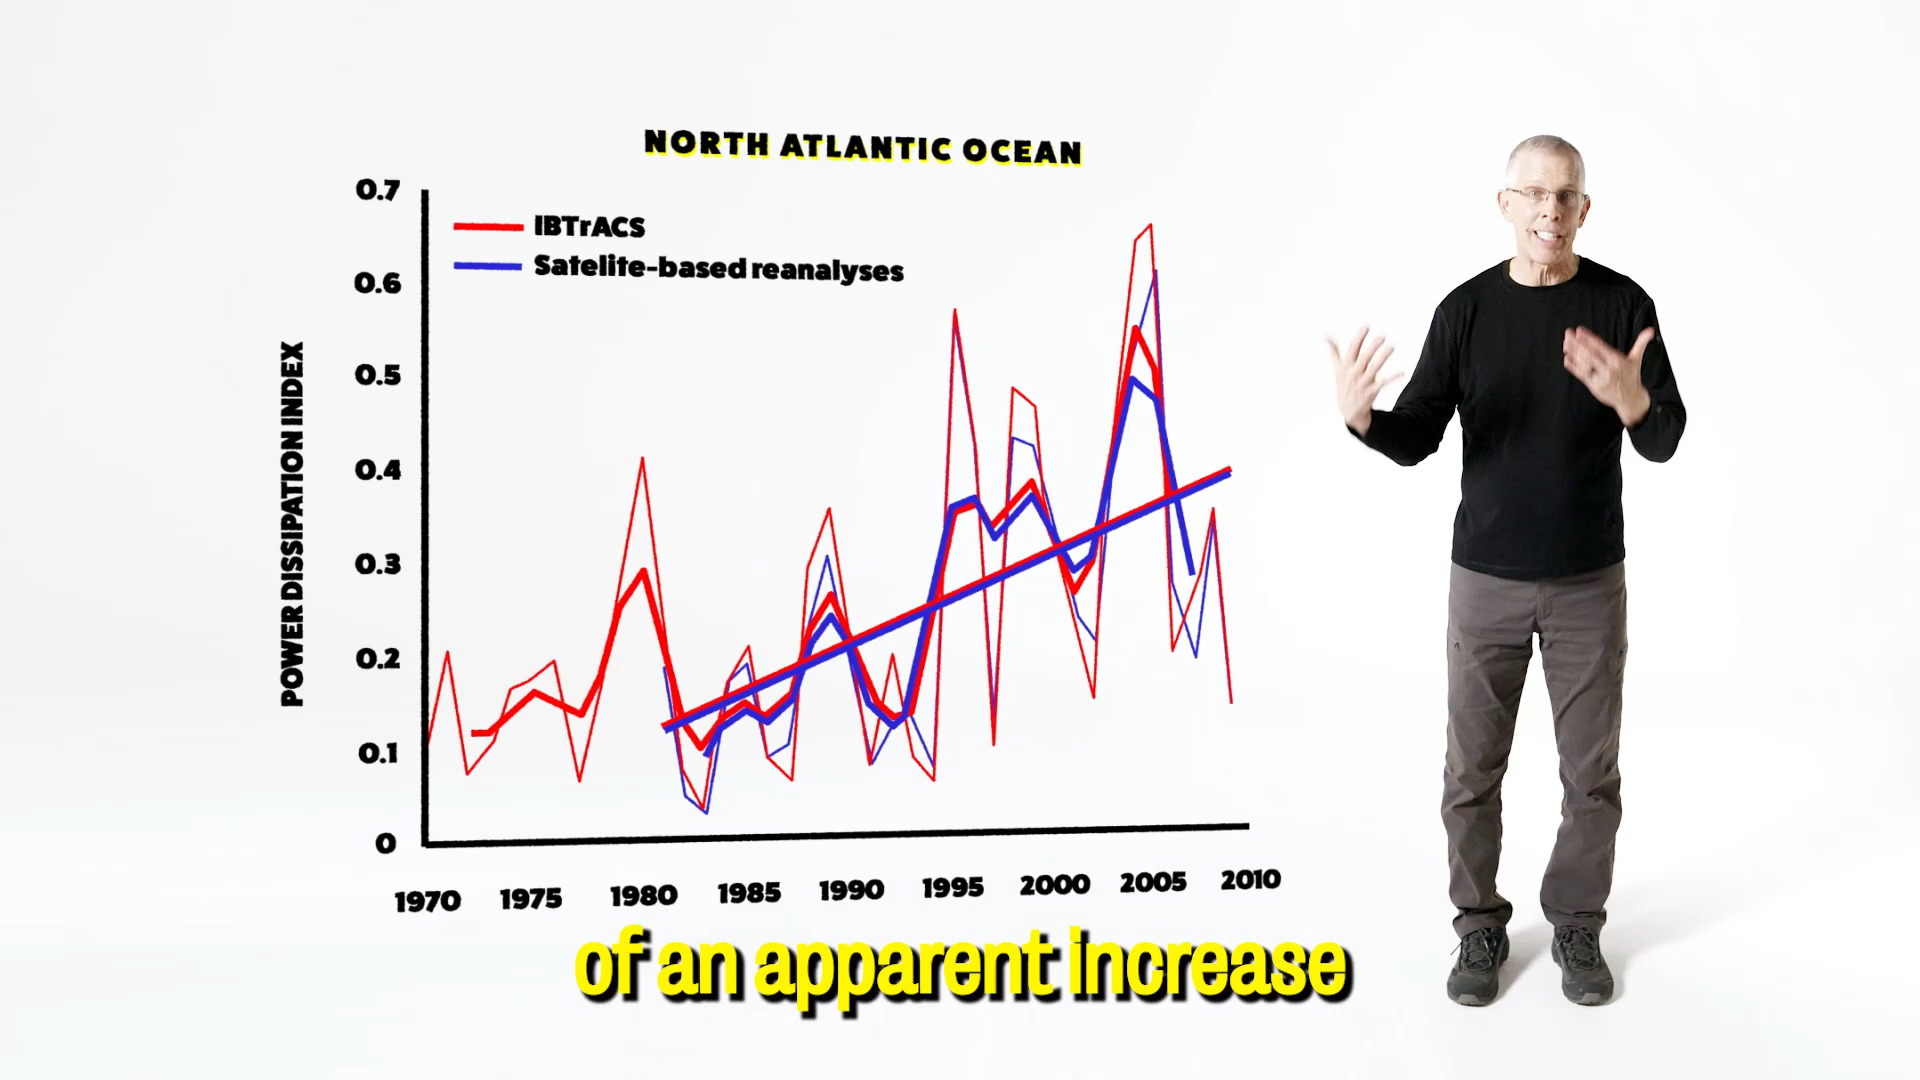 NORTH ATLANTIC OCEAN
0.7
IBTrACS
Satelite-based reanalyses
0.6
0.5
0.4
0.3
0.2
0.1
0
POWER DISSIPATION INDEX
1970 1975 1980 1985 1990 1995 2000 2005 2010
of an apparent increase